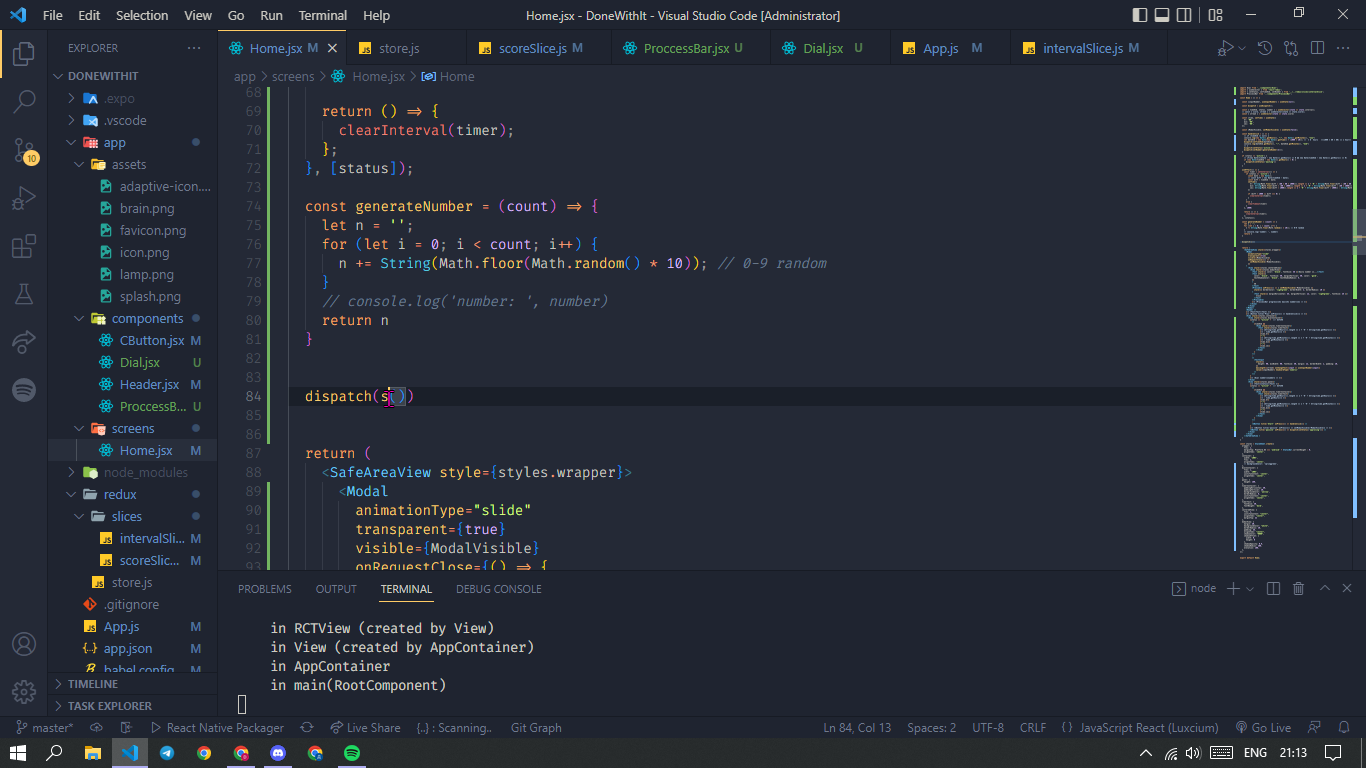 File Edit Selection View Go Run Terminal Help
Home.jsx - DoneWithIt - Visual Studio Code [Administrator]
EXPLORER
DONEWITHIT
.expo
.vscode
app
assets
adaptive-icon....
brain.png
favicon.png
icon.png
lamp.png
splash.png
components
CButton.jsx M
Dial.jsx U
Header.jsx M
ProccessB... U
screens
Home.jsx M
node_modules
redux
slices
intervalSli... M
scoreSlic... M
store.js
.gitignore
App.js M
app.json M
babel.config... M
TIMELINE
TASK EXPLORER
10
Home.jsx M
store.js
scoreSlice.js M
ProccessBar.jsx U
Dial.jsx U
App.js M
intervalSlice.js M
app > screens > Home.jsx > Home
68
69 return () => {
70 clearInterval(timer);
71 };
72 }, [status]);
73
74 const generateNumber = (count) => {
75 let n = '';
76 for (let i = 0; i < count; i++) {
77 n += String(Math.floor(Math.random() * 10)); // 0-9 random
78 }
79 // console.log('number: ', number)
80 return n
81 }
82
83
84 dispatch(s())
85
86
87 return (
88 <SafeAreaView style={styles.wrapper}>
89 <Modal
90 animationType="slide"
91 transparent={true}
92 visible={ModalVisible}
93 onRequestClose={() => {
PROBLEMS OUTPUT TERMINAL DEBUG CONSOLE
node
in RCTView (created by View)
in View (created by AppContainer)
in AppContainer
in main(RootComponent)
master* React Native Packager Live Share {..} : Scanning.. Git Graph
Ln 84, Col 13 Spaces: 2 UTF-8 CRLF {} JavaScript React (Luxcium) Go Live
ENG 21:13